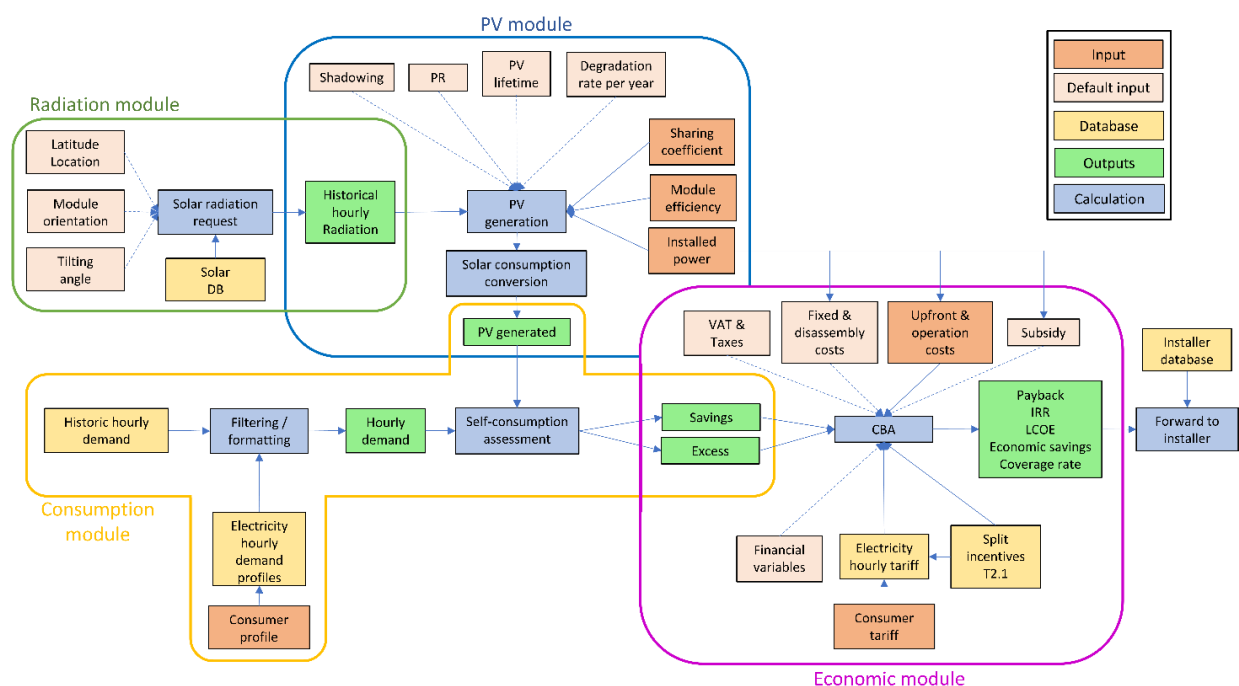 PV module
Shadowing
PR
PV
lifetime
Degradation
rate per year
Input
Default input
Database
Outputs
Calculation
Radiation module
Latitude
Location
Module
orientation
Tilting
angle
Solar radiation
request
Solar
DB
Historical
hourly
Radiation
PV
generation
Sharing
coefficient
Module
efficiency
Installed
power
Solar consumption
conversion
PV generated
VAT &
Taxes
Fixed &
disassembly
costs
Upfront &
operation
costs
Subsidy
Installer
database
Historic hourly
demand
Filtering /
formatting
Hourly
demand
Self-consumption
assessment
Savings
Excess
CBA
Payback
IRR
LCOE
Economic savings
Coverage rate
Forward to
installer
Consumption
module
Electricity
hourly
demand
profiles
Consumer
profile
Financial
variables
Electricity
hourly tariff
Split
incentives
T2.1
Consumer
tariff
Economic module